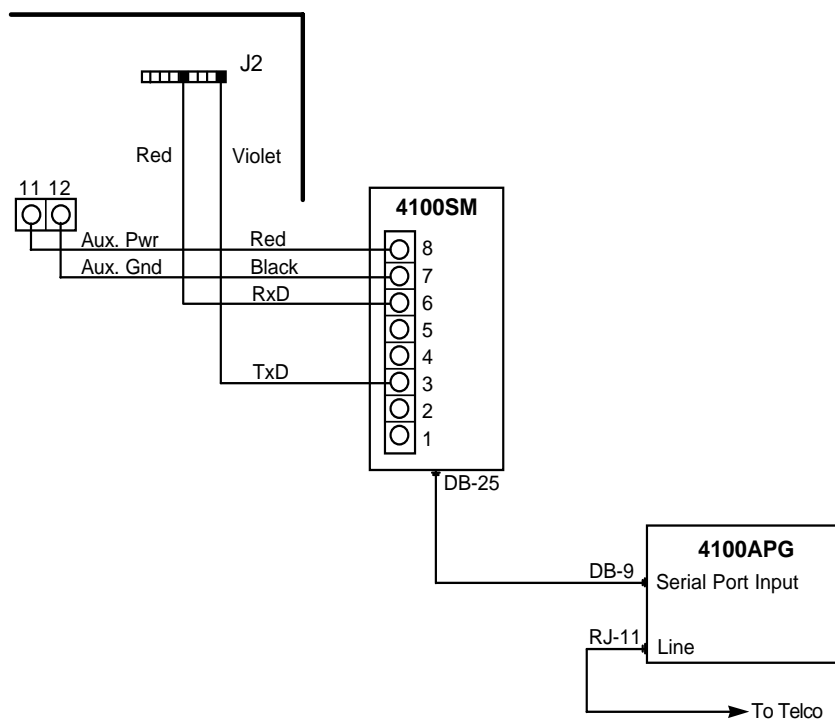 J2
Red Violet
11 12
4100SM
Aux. Pwr Red 8
Aux. Gnd Black 7
RxD 6
5
4
TxD 3
2
1
DB-25
4100APG
DB-9 Serial Port Input
RJ-11 Line
To Telco